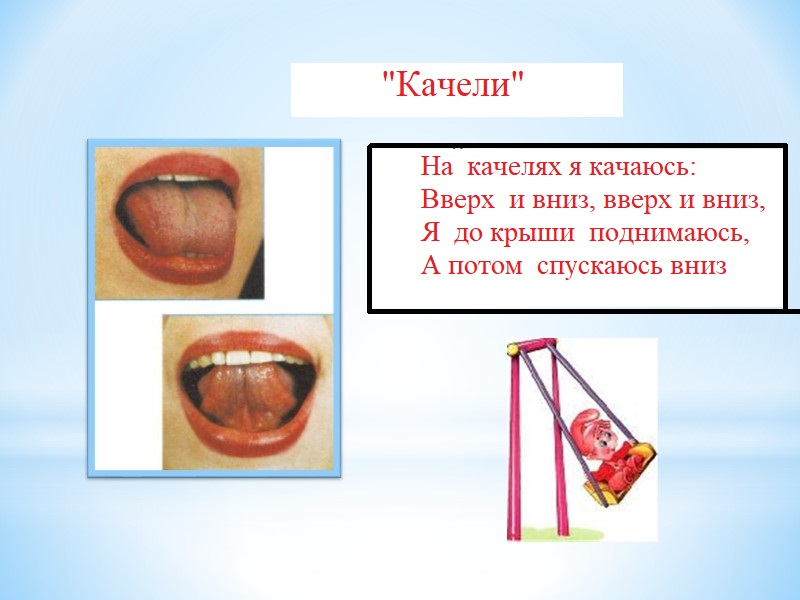 "Качели"
На качелях я качаюсь:
Вверх и вниз, вверх и вниз,
Я до крыши поднимаюсь,
А потом спускаюсь вниз